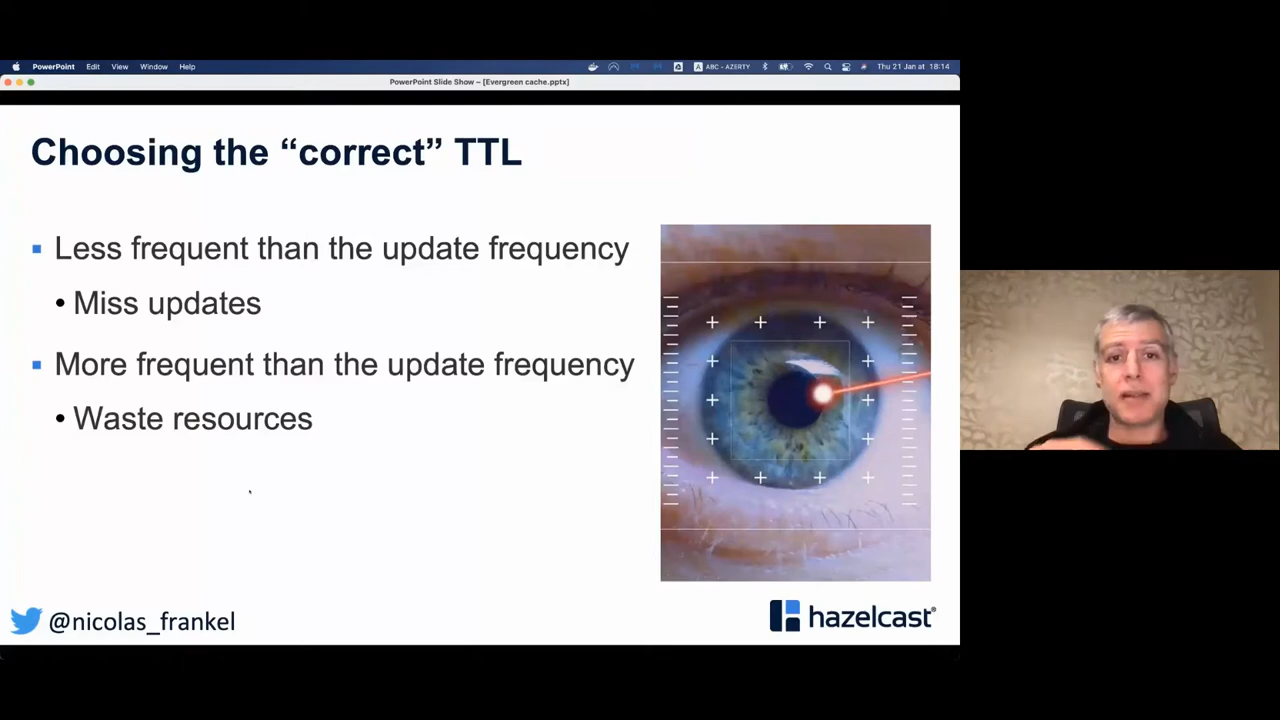 PowerPoint Edit View Window Help
ABC - AZERTY Thu 21 Jan at 18:14
PowerPoint Slide Show – [Evergreen cache.pptx]
Choosing the “correct” TTL
Less frequent than the update frequency
• Miss updates
More frequent than the update frequency
• Waste resources
@nicolas_frankel
hazelcast®